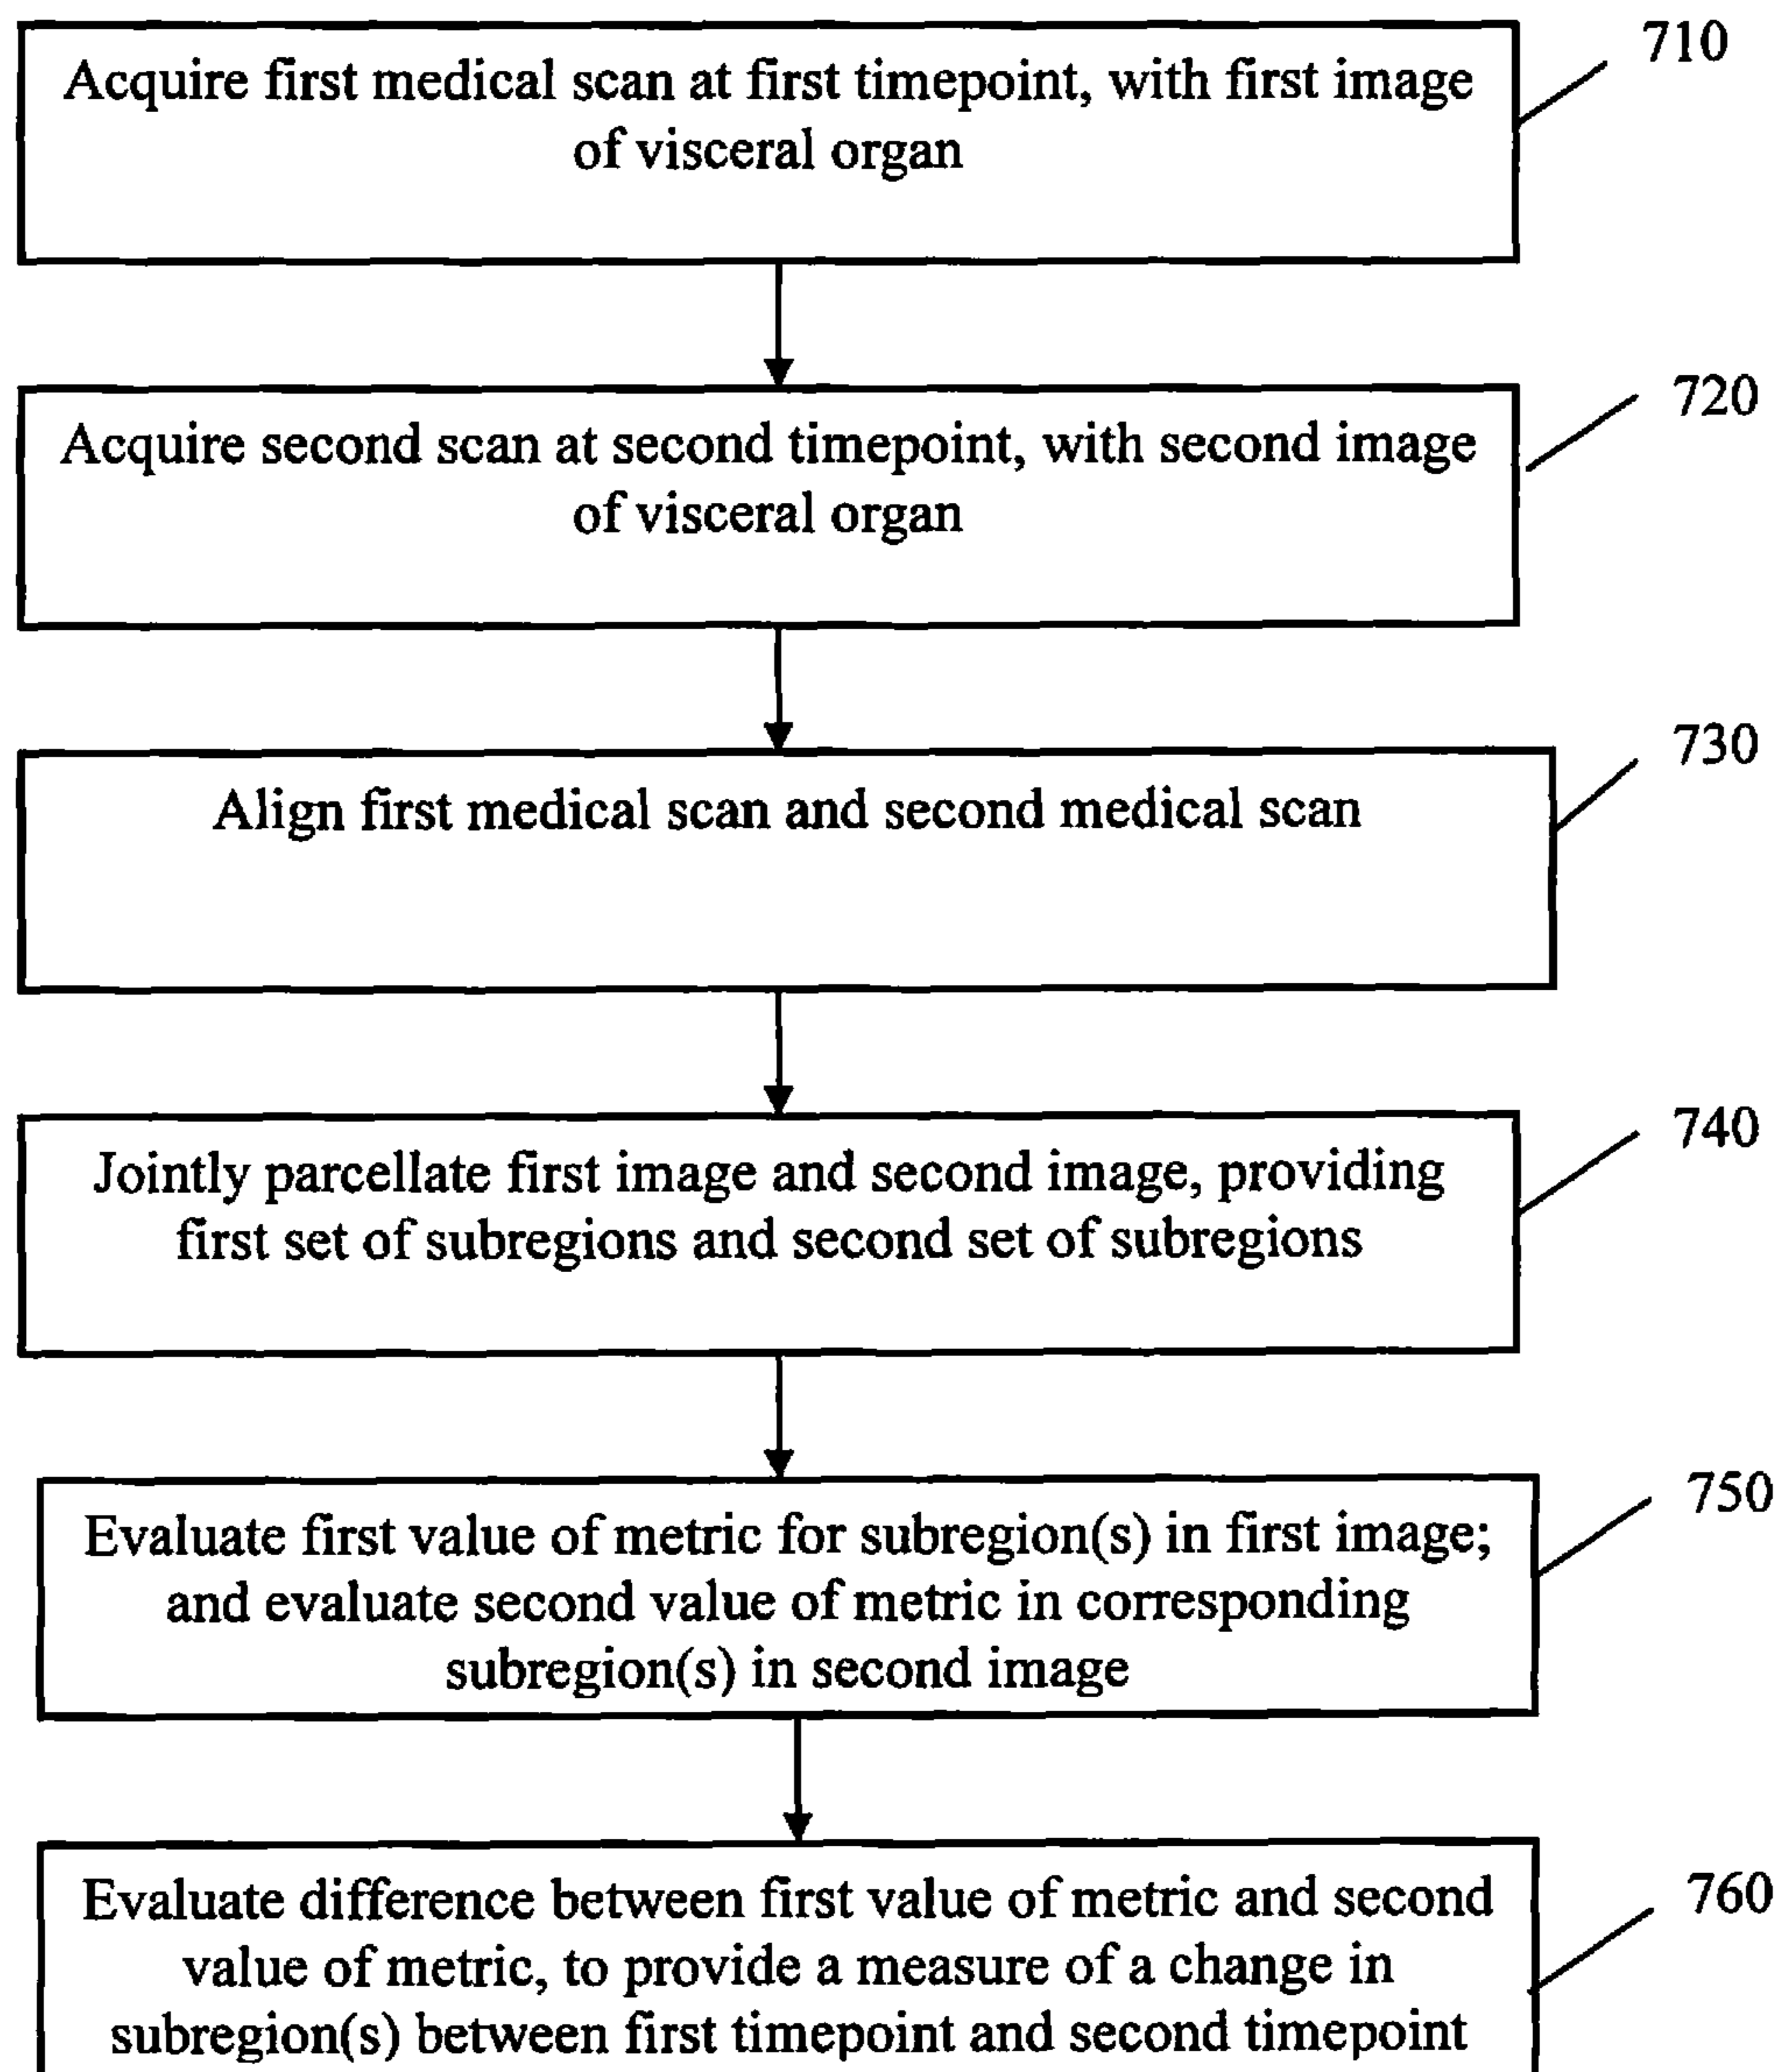 710
Acquire first medical scan at first timepoint, with first image
of visceral organ
720
Acquire second scan at second timepoint, with second image
of visceral organ
730
Align first medical scan and second medical scan
740
Jointly parcellate first image and second image, providing
first set of subregions and second set of subregions
750
Evaluate first value of metric for subregion(s) in first image;
and evaluate second value of metric in corresponding
subregion(s) in second image
760
Evaluate difference between first value of metric and second
value of metric, to provide a measure of a change in
subregion(s) between first timepoint and second timepoint